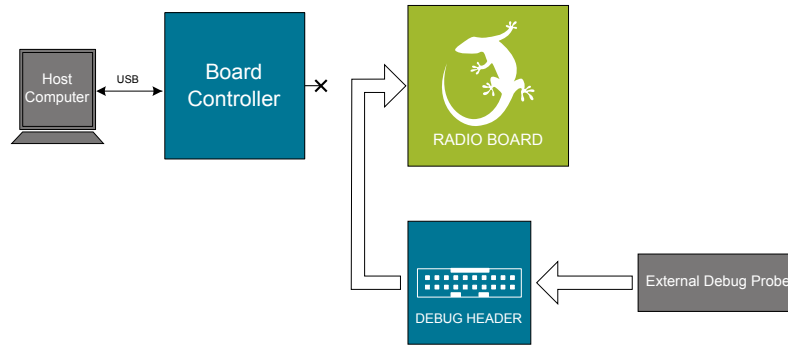 Host
Computer
USB
Board
Controller
RADIO BOARD
DEBUG HEADER
External Debug Probe